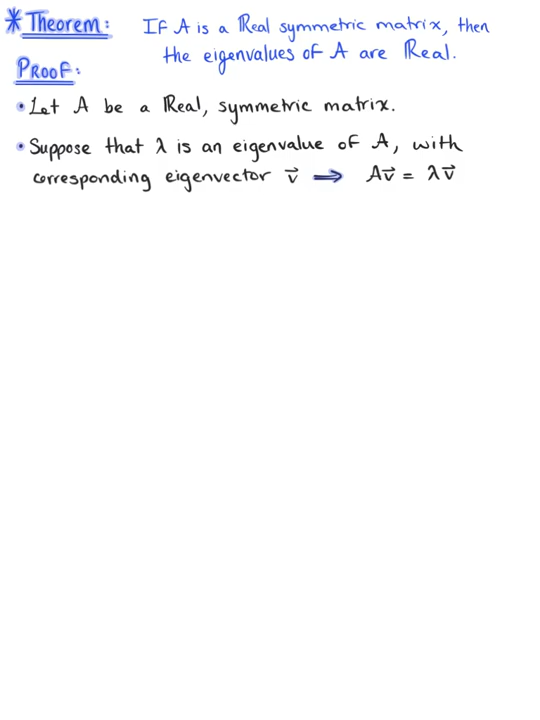 * Theorem: If A is a Real symmetric matrix, then
the eigenvalues of A are Real.
PROOF:
• Let A be a Real, symmetric matrix.
• Suppose that λ is an eigenvalue of A, with
corresponding eigenvector v⃗ ⟹ Av⃗ = λv⃗